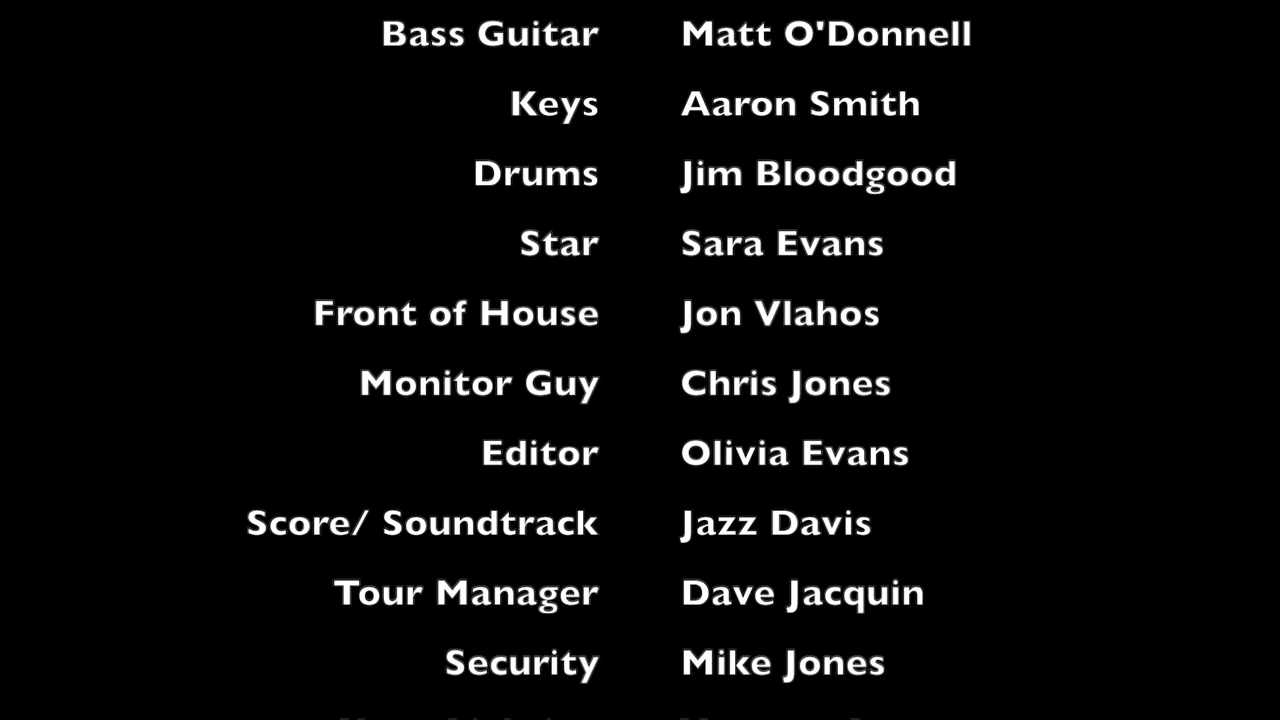 Bass Guitar Matt O'Donnell
Keys Aaron Smith
Drums Jim Bloodgood
Star Sara Evans
Front of House Jon Vlahos
Monitor Guy Chris Jones
Editor Olivia Evans
Score/ Soundtrack Jazz Davis
Tour Manager Dave Jacquin
Security Mike Jones